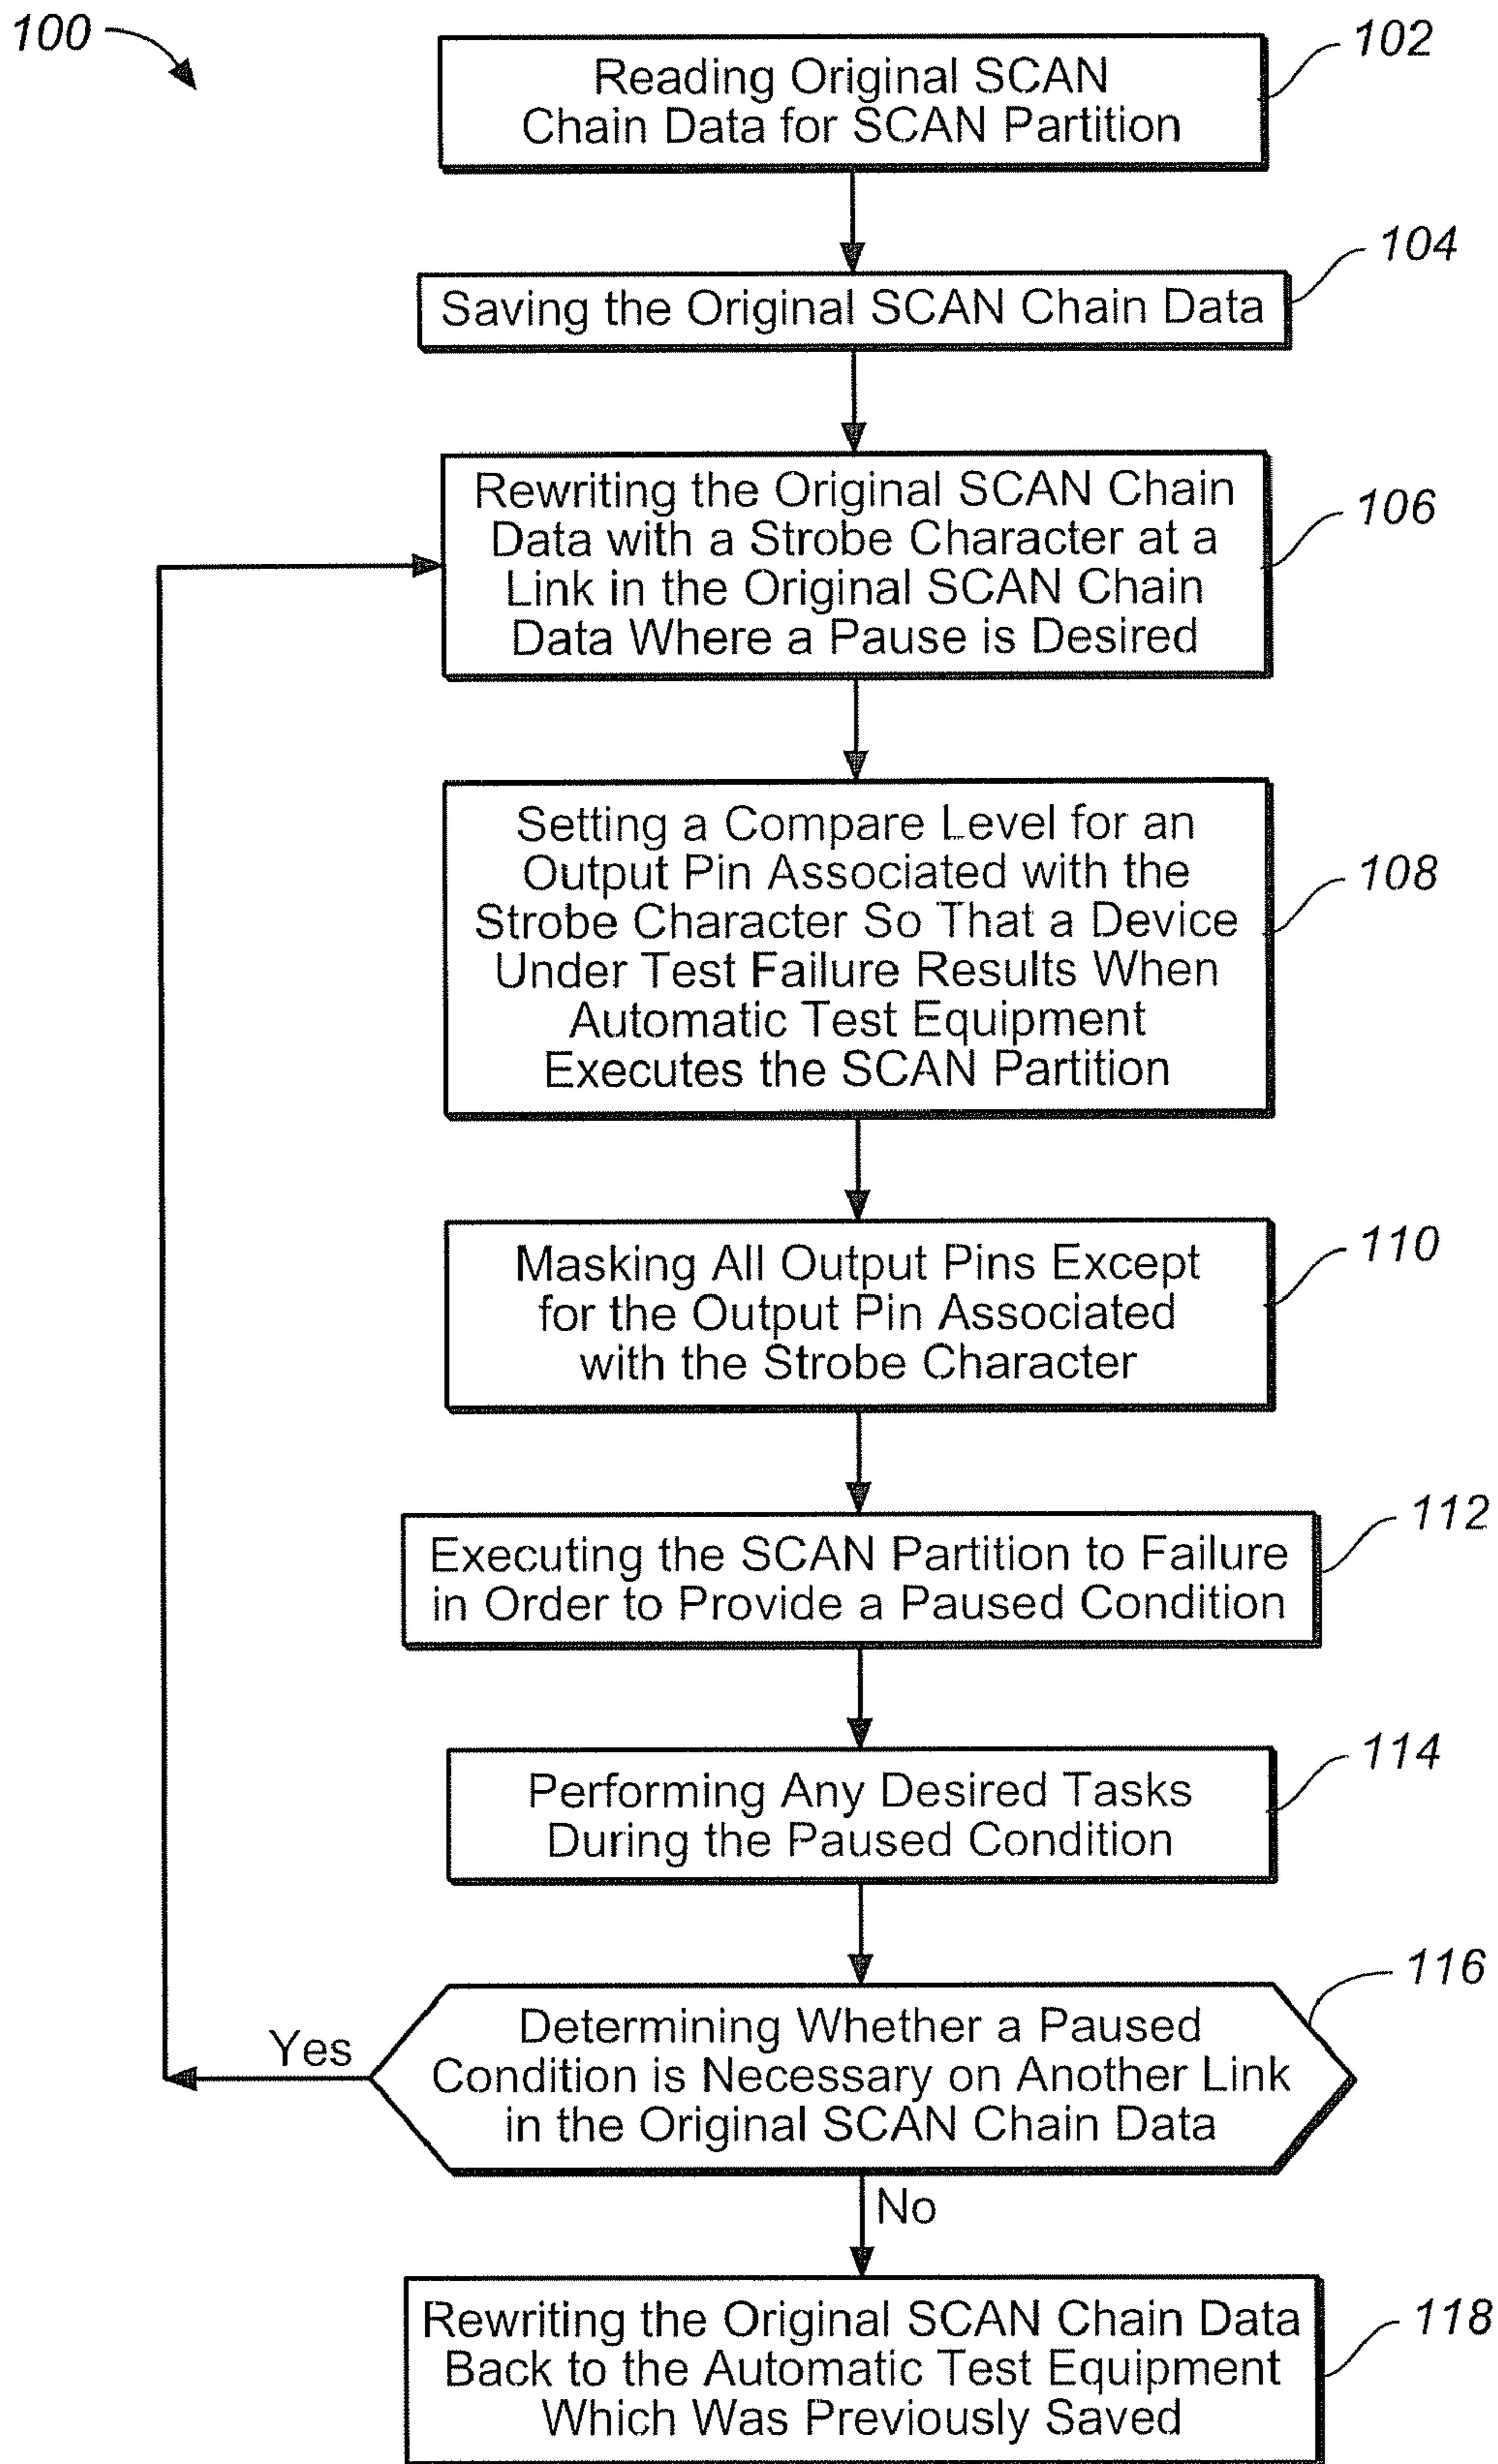 100
Reading Original SCAN
Chain Data for SCAN Partition
102
Saving the Original SCAN Chain Data
104
Rewriting the Original SCAN Chain
Data with a Strobe Character at a
Link in the Original SCAN Chain
Data Where a Pause is Desired
106
Setting a Compare Level for an
Output Pin Associated with the
Strobe Character So That a Device
Under Test Failure Results When
Automatic Test Equipment
Executes the SCAN Partition
108
Masking All Output Pins Except
for the Output Pin Associated
with the Strobe Character
110
Executing the SCAN Partition to Failure
in Order to Provide a Paused Condition
112
Performing Any Desired Tasks
During the Paused Condition
114
Determining Whether a Paused
Condition is Necessary on Another Link
in the Original SCAN Chain Data
116
Yes
No
Rewriting the Original SCAN Chain Data
Back to the Automatic Test Equipment
Which Was Previously Saved
118